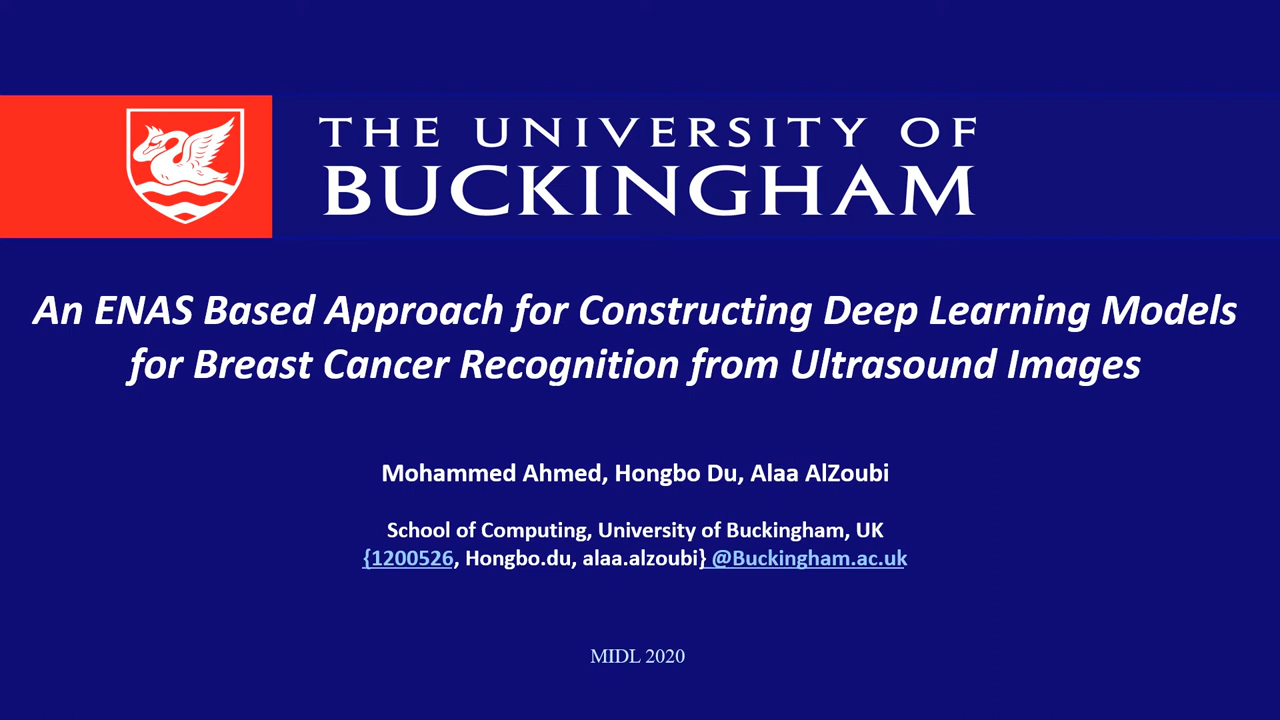 THE UNIVERSITY OF
BUCKINGHAM
An ENAS Based Approach for Constructing Deep Learning Models
for Breast Cancer Recognition from Ultrasound Images
Mohammed Ahmed, Hongbo Du, Alaa AlZoubi
School of Computing, University of Buckingham, UK
{1200526, Hongbo.du, alaa.alzoubi} @Buckingham.ac.uk
MIDL 2020